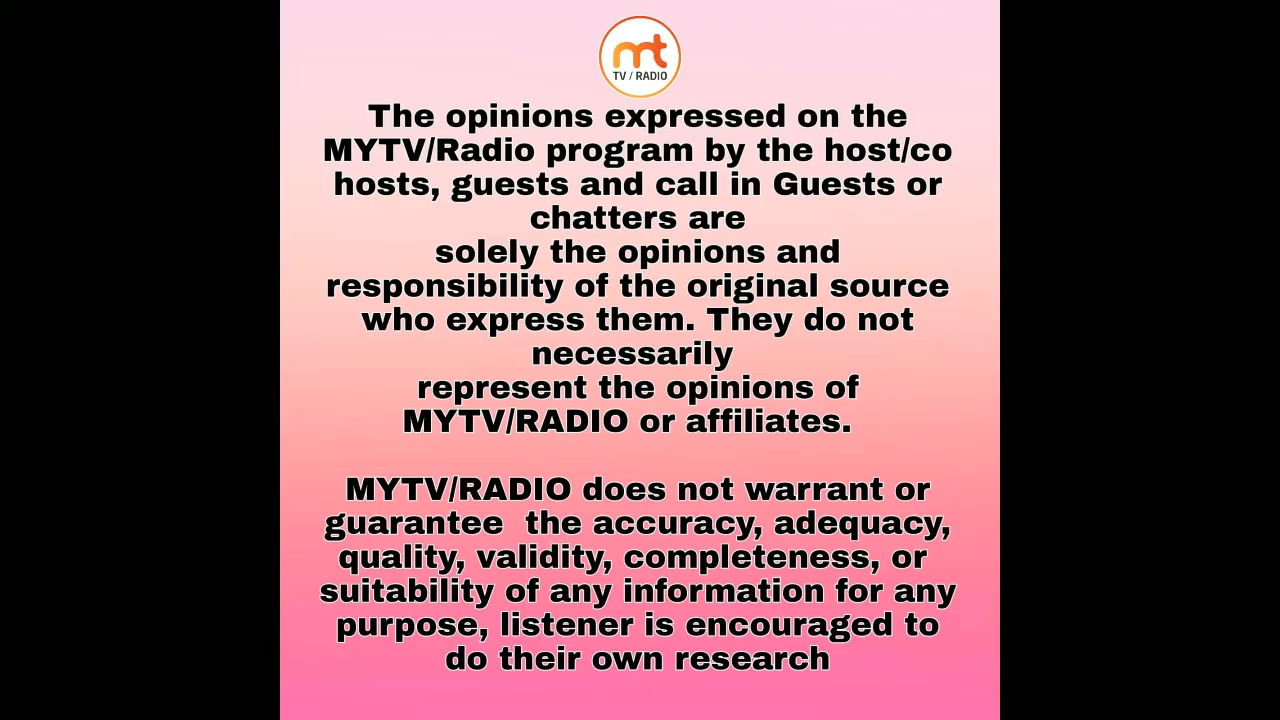 mt
TV / RADIO
The opinions expressed on the
MYTV/Radio program by the host/co
hosts, guests and call in Guests or
chatters are
solely the opinions and
responsibility of the original source
who express them. They do not
necessarily
represent the opinions of
MYTV/RADIO or affiliates.
MYTV/RADIO does not warrant or
guarantee  the accuracy, adequacy,
quality, validity, completeness, or
suitability of any information for any
purpose, listener is encouraged to
do their own research